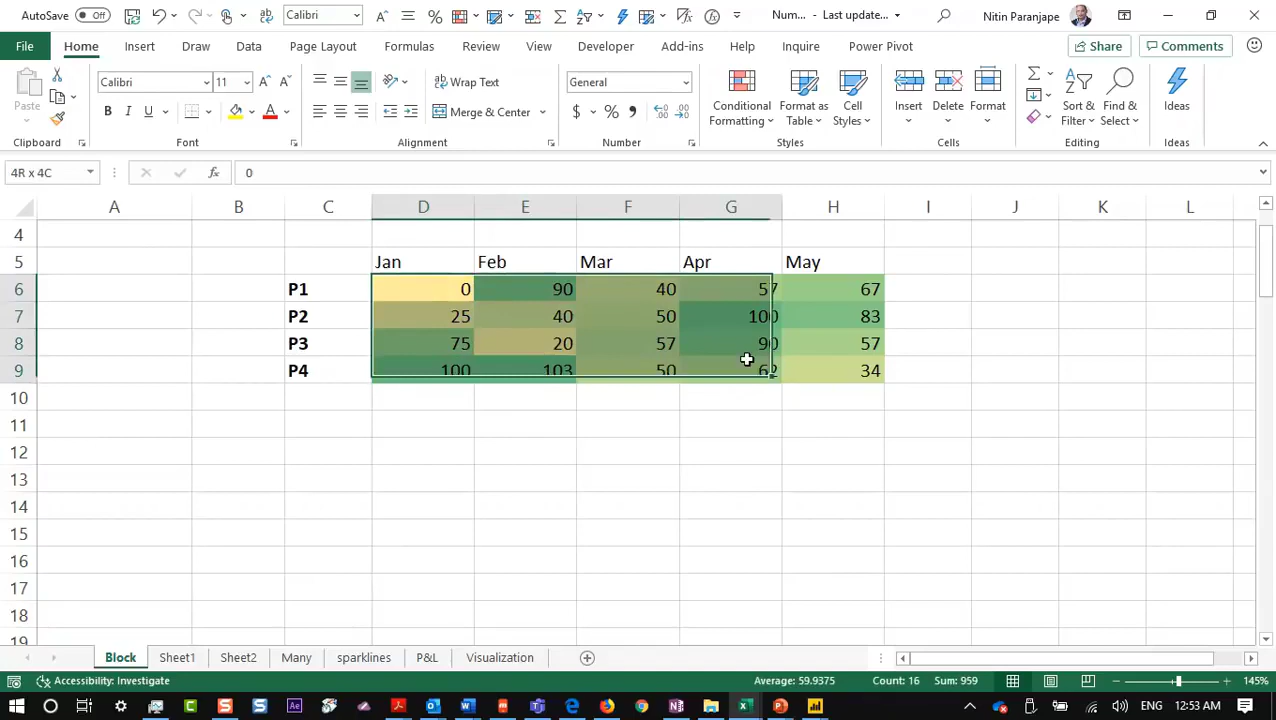 AutoSave Off Calibri Num... - Last update... Nitin Paranjape
File Home Insert Draw Data Page Layout Formulas Review View Developer Add-ins Help Inquire Power Pivot Share Comments
Paste Calibri 11 Wrap Text General Conditional Formatting Format as Table Cell Styles Insert Delete Format Sort & Filter Find & Select Ideas
B I U A Merge & Center $ % ,
Clipboard Font Alignment Number Styles Cells Editing Ideas
4R x 4C fx 0
A B C D E F G H I J K L
4
5 Jan Feb Mar Apr May
6 P1 0 90 40 57 67
7 P2 25 40 50 100 83
8 P3 75 20 57 90 57
9 P4 100 103 50 62 34
10
11
12
13
14
15
16
17
18
19
Block Sheet1 Sheet2 Many sparklines P&L Visualization
Accessibility: Investigate Average: 59.9375 Count: 16 Sum: 959 145%
12:53 AM